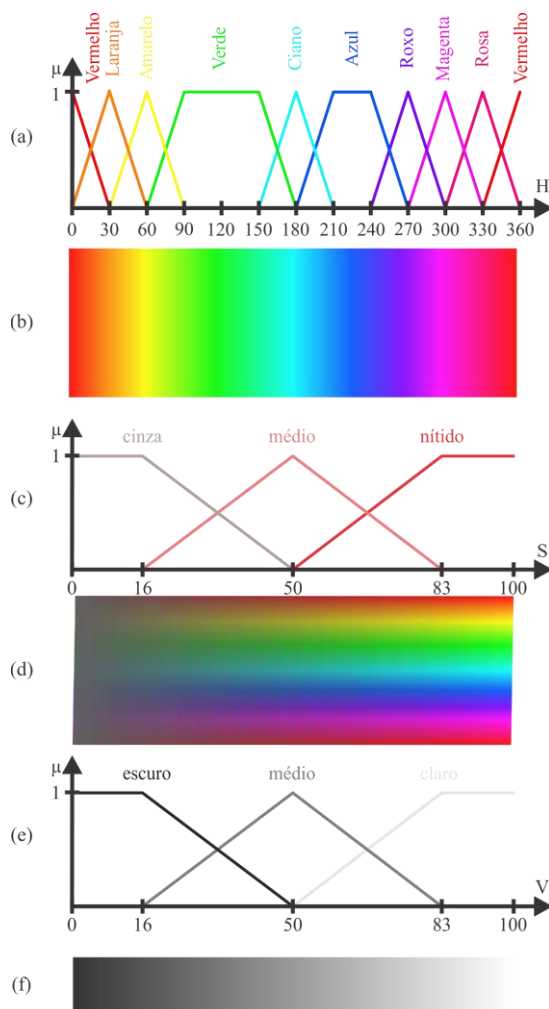 Vermelho Laranja Amarelo Verde Ciano Azul Roxo Magenta Rosa Vermelho
μ
1
(a)
H
0 30 60 90 120 150 180 210 240 270 300 330 360
(b)
μ
cinza médio nítido
1
(c)
S
0 16 50 83 100
(d)
μ
escuro médio claro
1
(e)
V
0 16 50 83 100
(f)